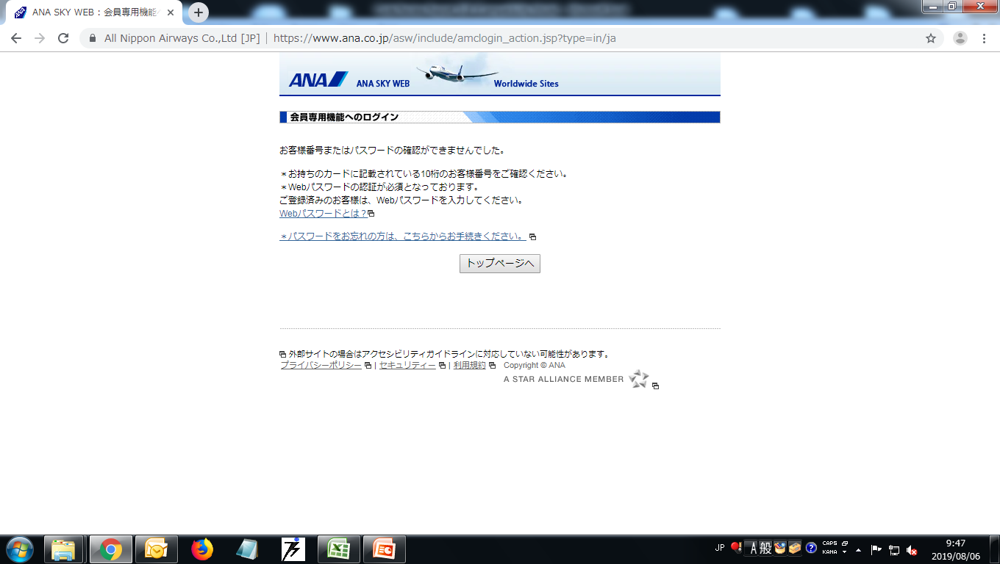 ANA SKY WEB：会員専用機能へ
All Nippon Airways Co.,Ltd [JP] | https://www.ana.co.jp/asw/include/amclogin_action.jsp?type=in/ja
ANA ANA SKY WEB Worldwide Sites
会員専用機能へのログイン
お客様番号またはパスワードの確認ができませんでした。
＊お持ちのカードに記載されている10桁のお客様番号をご確認ください。
＊Webパスワードの認証が必須となっております。
ご登録済みのお客様は、Webパスワードを入力してください。
Webパスワードとは？
＊パスワードをお忘れの方は、こちらからお手続きください。
トップページへ
外部サイトの場合はアクセシビリティガイドラインに対応していない可能性があります。
プライバシーポリシー | セキュリティー | 利用規約 Copyright © ANA
A STAR ALLIANCE MEMBER
JP A 般 CAPS KANA 9:47
2019/08/06